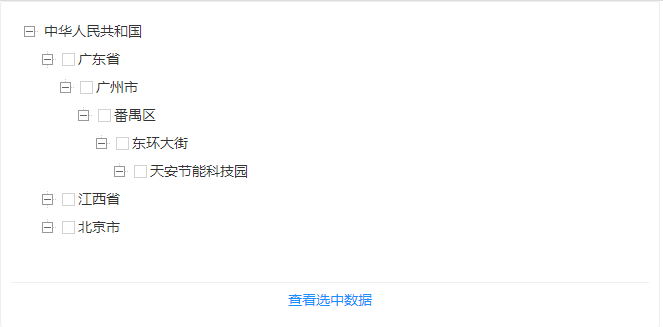 中华人民共和国
广东省
广州市
番禺区
东环大街
天安节能科技园
江西省
北京市
查看选中数据